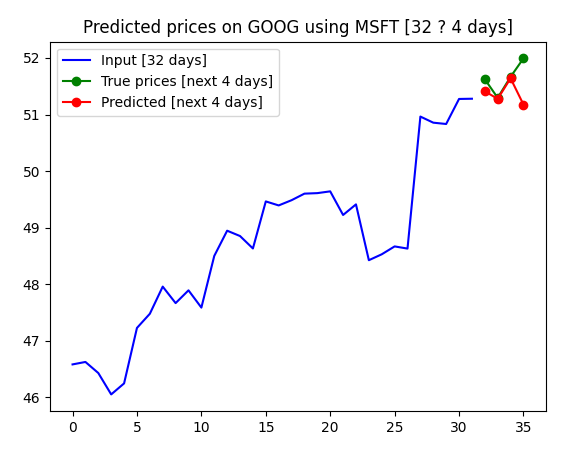 Predicted prices on GOOG using MSFT [32 ? 4 days]
Input [32 days]
True prices [next 4 days]
Predicted [next 4 days]
52
51
50
49
48
47
46
0 5 10 15 20 25 30 35